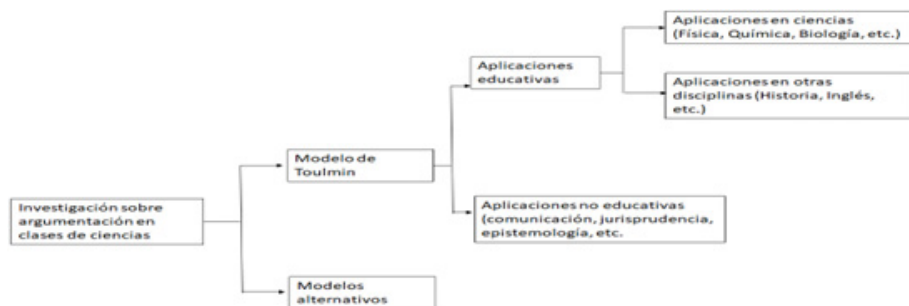 Aplicaciones en ciencias
(Física, Química, Biología, etc.)
Aplicaciones
educativas
Aplicaciones en otras
disciplinas (Historia, Inglés,
etc.)
Modelo de
Toulmin
Investigación sobre
argumentación en
clases de ciencias
Aplicaciones no educativas
(comunicación, jurisprudencia,
epistemología, etc.
Modelos
alternativos